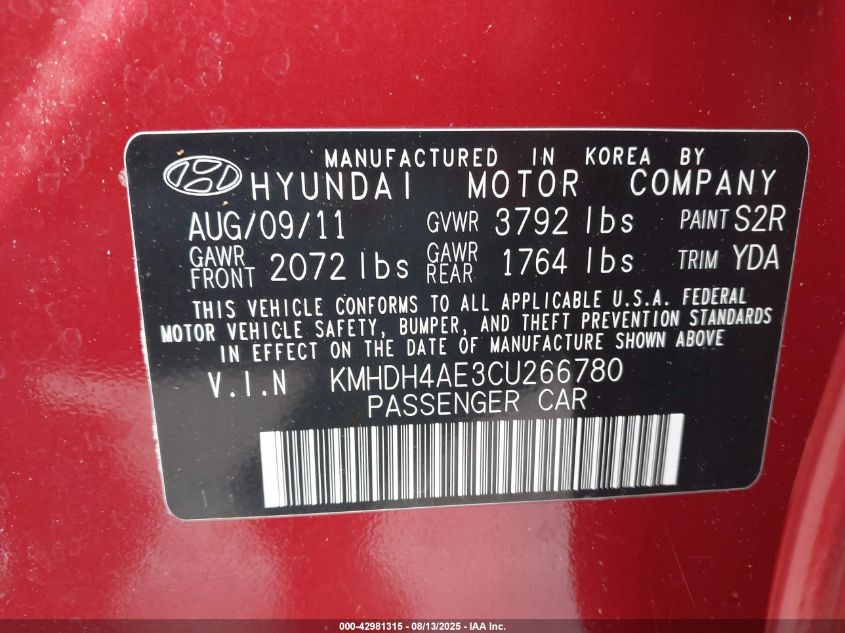 MANUFACTURED IN KOREA BY
HYUNDAI MOTOR COMPANY
AUG/09/11 GVWR 3792 lbs PAINT S2R
GAWR FRONT 2072 lbs GAWR REAR 1764 lbs TRIM YDA
THIS VEHICLE CONFORMS TO ALL APPLICABLE U.S.A. FEDERAL
MOTOR VEHICLE SAFETY, BUMPER, AND THEFT PREVENTION STANDARDS
IN EFFECT ON THE DATE OF MANUFACTURE SHOWN ABOVE
V.I.N KMHDH4AE3CU266780
PASSENGER CAR
000-42981315 - 08/13/2025 - IAA Inc.